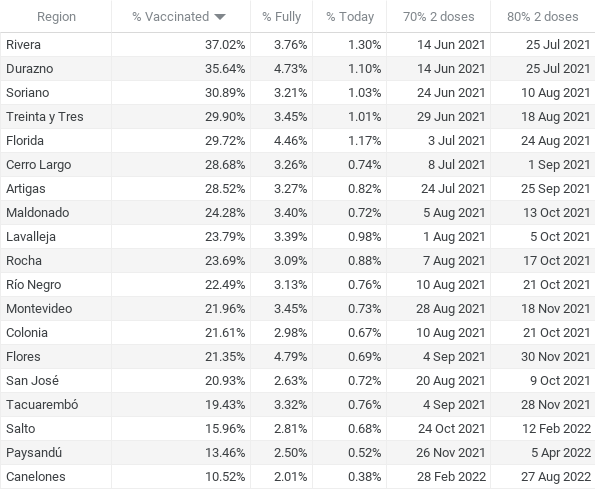 Region % Vaccinated % Fully % Today 70% 2 doses 80% 2 doses
Rivera 37.02% 3.76% 1.30% 14 Jun 2021 25 Jul 2021
Durazno 35.64% 4.73% 1.10% 14 Jun 2021 25 Jul 2021
Soriano 30.89% 3.21% 1.03% 24 Jun 2021 10 Aug 2021
Treinta y Tres 29.90% 3.45% 1.01% 29 Jun 2021 18 Aug 2021
Florida 29.72% 4.46% 1.17% 3 Jul 2021 24 Aug 2021
Cerro Largo 28.68% 3.26% 0.74% 8 Jul 2021 1 Sep 2021
Artigas 28.52% 3.27% 0.82% 24 Jul 2021 25 Sep 2021
Maldonado 24.28% 3.40% 0.72% 5 Aug 2021 13 Oct 2021
Lavalleja 23.79% 3.39% 0.98% 1 Aug 2021 5 Oct 2021
Rocha 23.69% 3.09% 0.88% 7 Aug 2021 17 Oct 2021
Río Negro 22.49% 3.13% 0.76% 10 Aug 2021 21 Oct 2021
Montevideo 21.96% 3.45% 0.73% 28 Aug 2021 18 Nov 2021
Colonia 21.61% 2.98% 0.67% 10 Aug 2021 21 Oct 2021
Flores 21.35% 4.79% 0.69% 4 Sep 2021 30 Nov 2021
San José 20.93% 2.63% 0.72% 20 Aug 2021 9 Oct 2021
Tacuarembó 19.43% 3.32% 0.76% 4 Sep 2021 28 Nov 2021
Salto 15.96% 2.81% 0.68% 24 Oct 2021 12 Feb 2022
Paysandú 13.46% 2.50% 0.52% 26 Nov 2021 5 Apr 2022
Canelones 10.52% 2.01% 0.38% 28 Feb 2022 27 Aug 2022